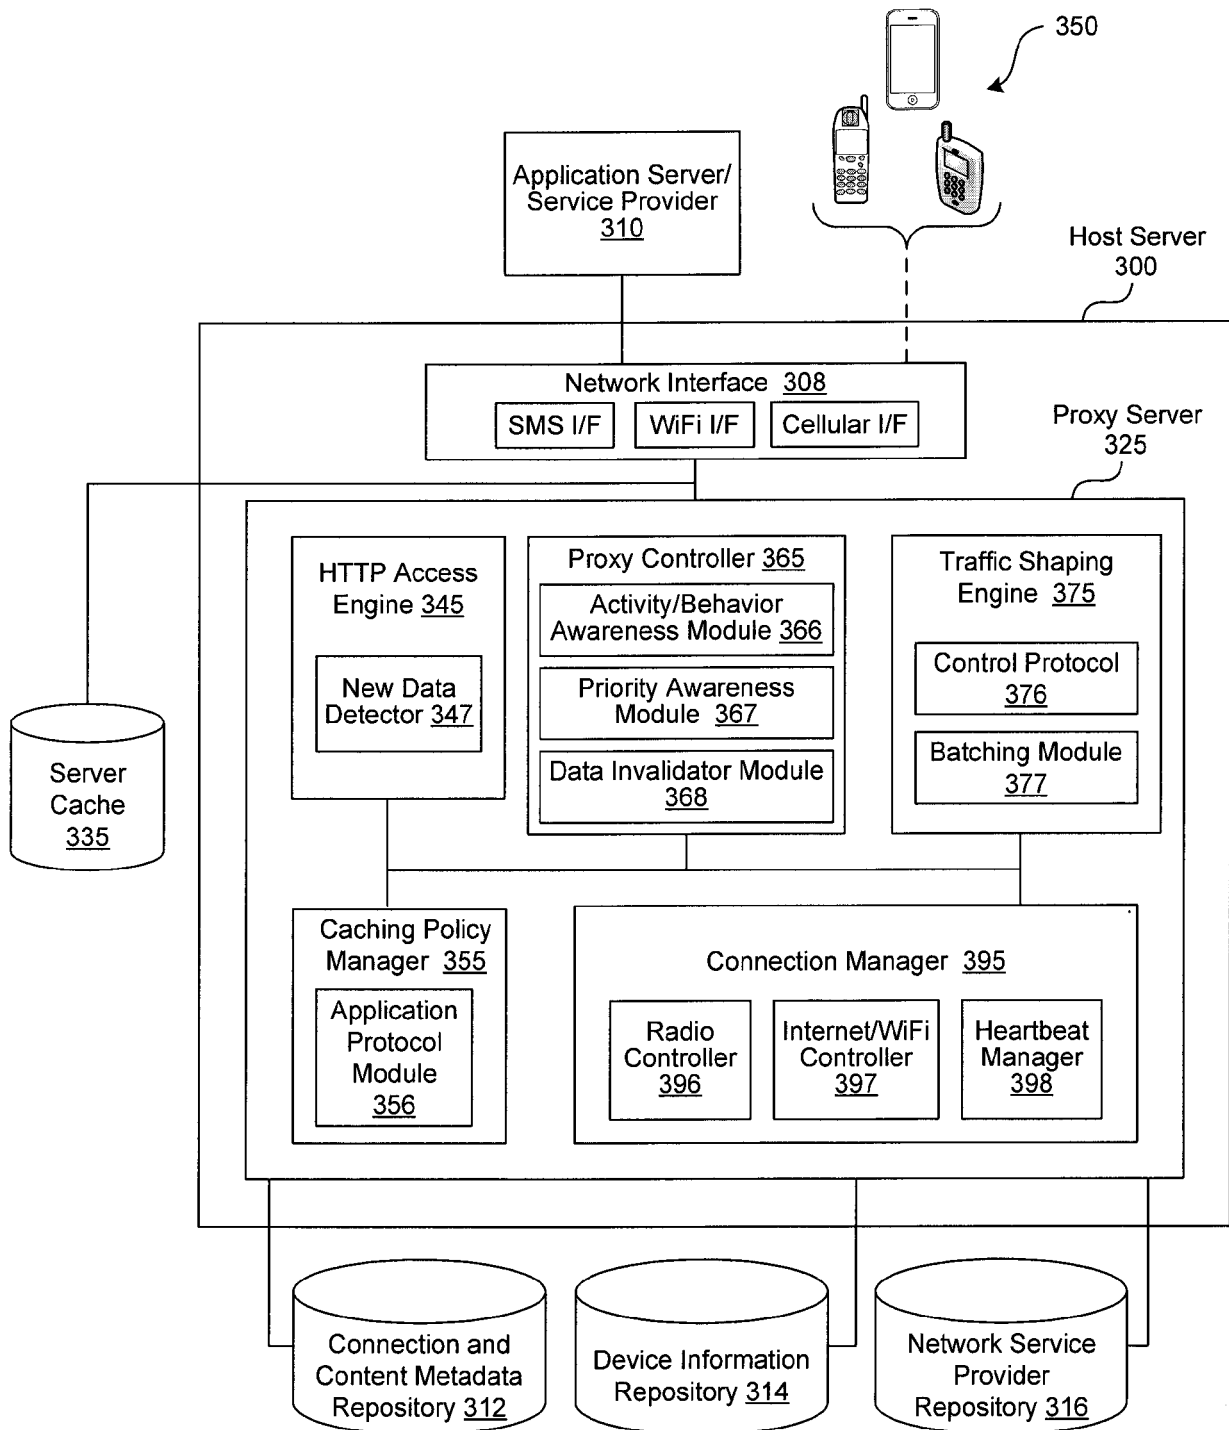 350
Application Server/
Service Provider
310
Host Server
300
Network Interface 308
SMS I/F
WiFi I/F
Cellular I/F
Proxy Server
325
HTTP Access
Engine 345
New Data
Detector 347
Proxy Controller 365
Activity/Behavior
Awareness Module 366
Priority Awareness
Module 367
Data Invalidator Module
368
Traffic Shaping
Engine 375
Control Protocol
376
Batching Module
377
Server
Cache
335
Caching Policy
Manager 355
Application
Protocol
Module
356
Connection Manager 395
Radio
Controller
396
Internet/WiFi
Controller
397
Heartbeat
Manager
398
Connection and
Content Metadata
Repository 312
Device Information
Repository 314
Network Service
Provider
Repository 316